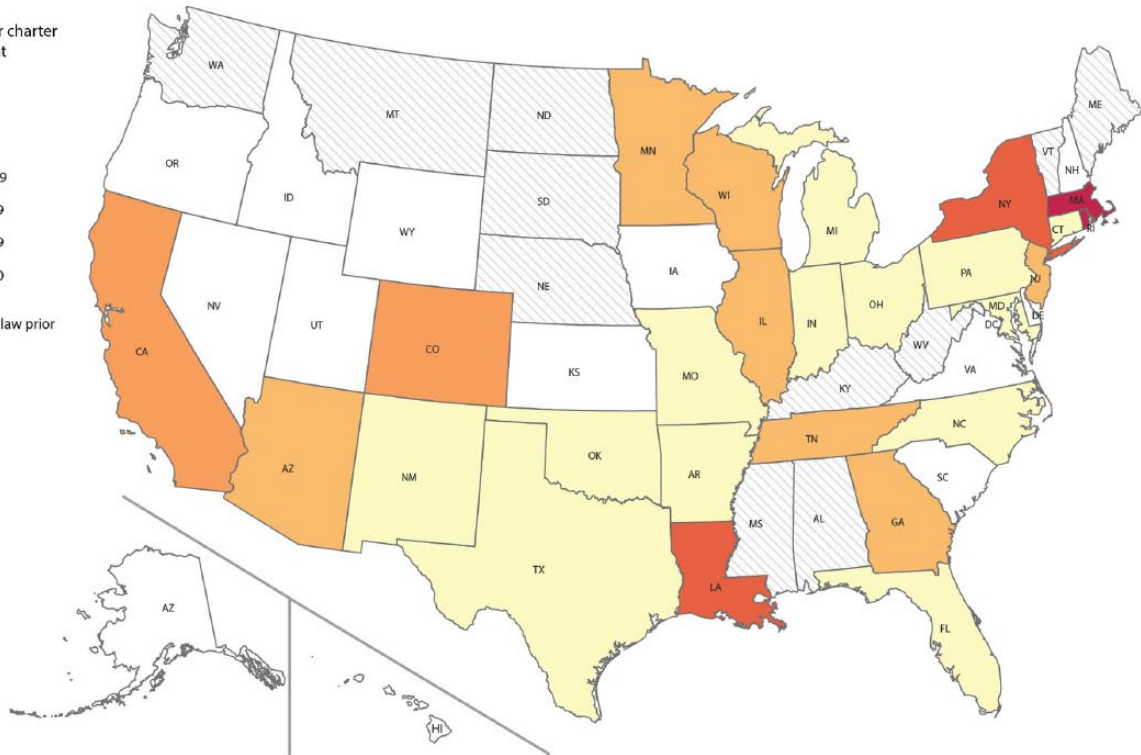 r charter
WA
MT
ND
MN
ME
VT
NH
OR
ID
WY
SD
WI
MI
NY
MA
RI
CT
9
9
9
NV
UT
CO
NE
KS
IA
IL
IN
OH
PA
NJ
MD
DE
DC
WV
VA
KY
law prior
CA
AZ
NM
OK
MO
AR
TN
NC
SC
MS
AL
GA
TX
LA
FL
AZ
HI